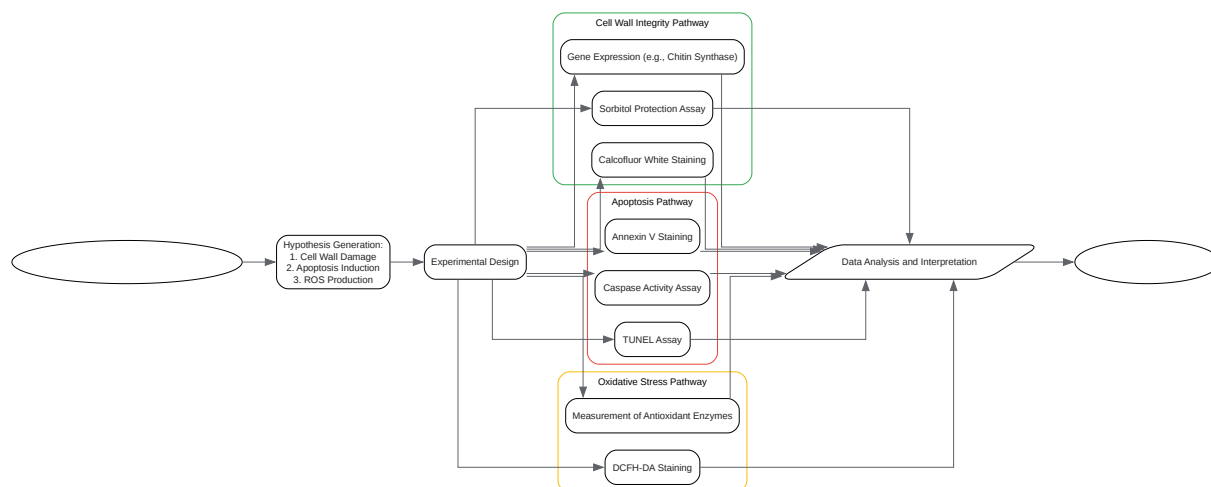 Cell Wall Integrity Pathway
Gene Expression (e.g., Chitin Synthase)
Sorbitol Protection Assay
Calcofluor White Staining
Apoptosis Pathway
Annexin V Staining
Hypothesis Generation:
1. Cell Wall Damage
2. Apoptosis Induction
3. ROS Production
Experimental Design
Data Analysis and Interpretation
Caspase Activity Assay
TUNEL Assay
Oxidative Stress Pathway
Measurement of Antioxidant Enzymes
DCFH-DA Staining